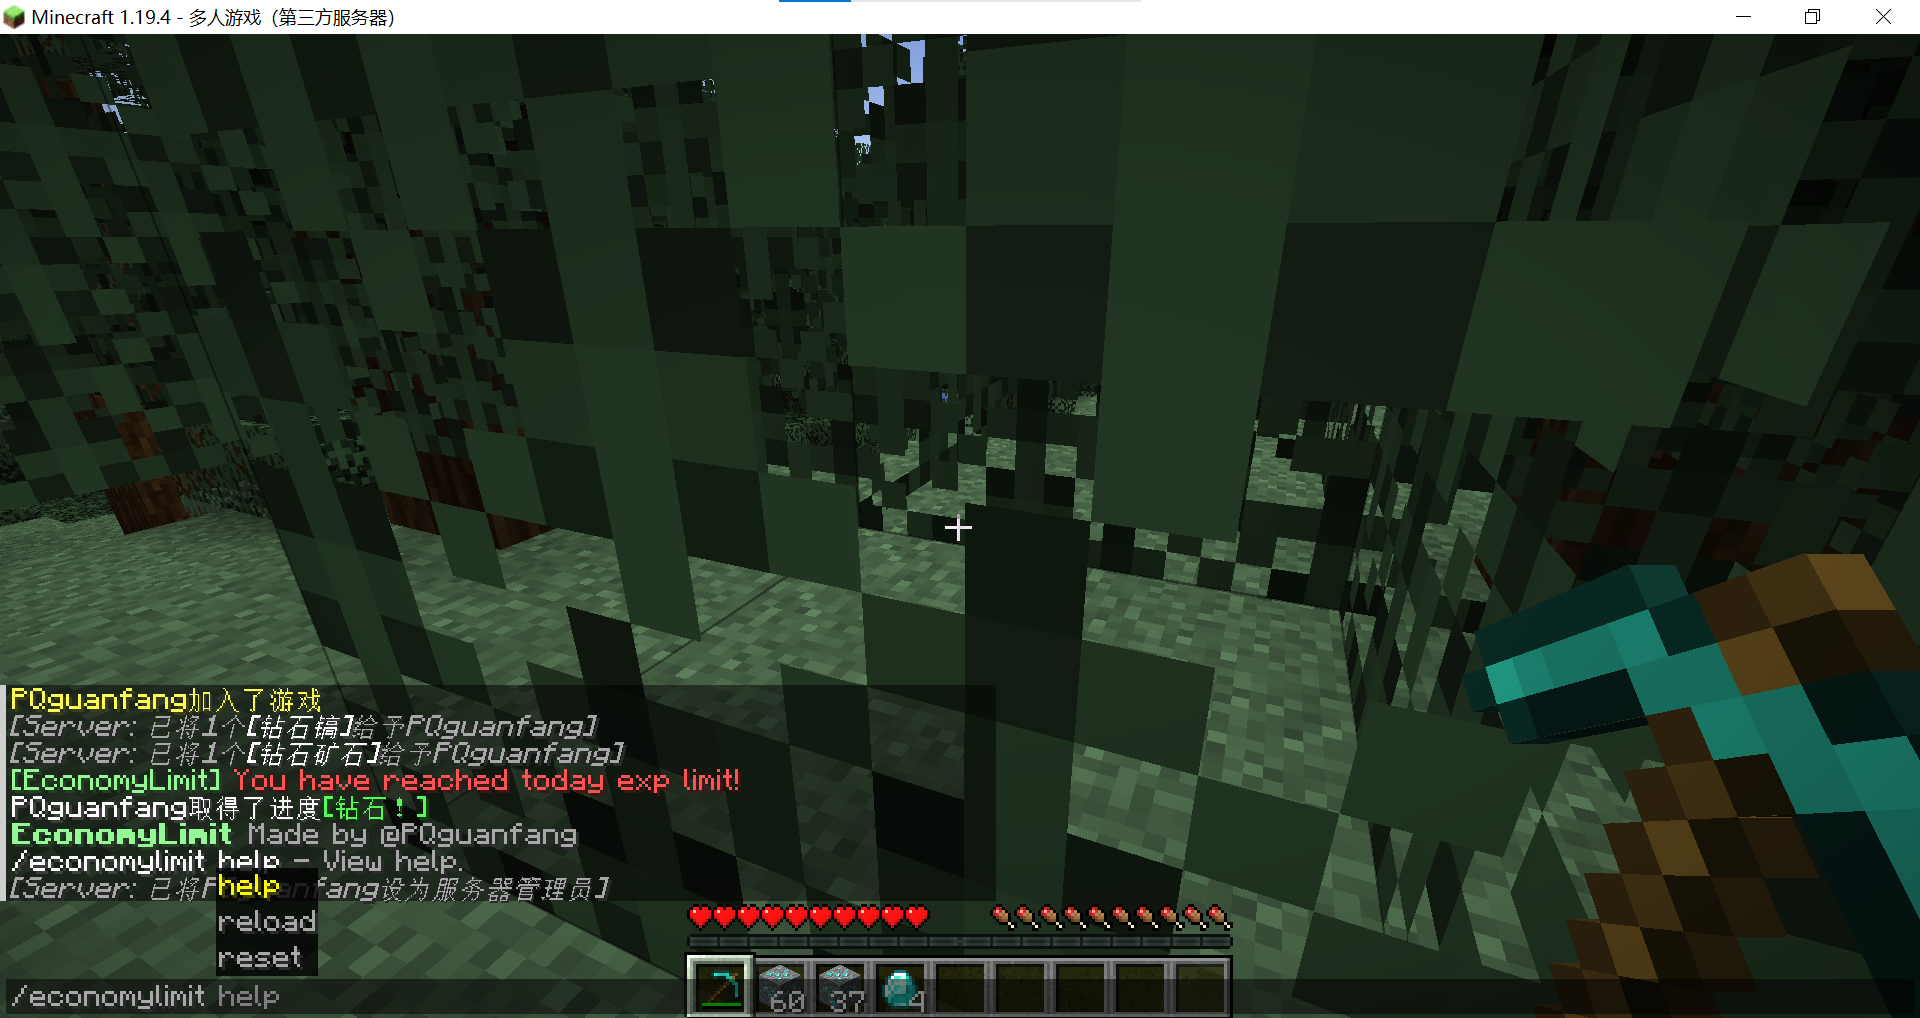 Minecraft 1.19.4 - 多人游戏（第三方服务器）
PQguanfang加入了游戏
[Server: 已将1个[钻石镐]给予PQguanfang]
[Server: 已将1个[钻石矿石]给予PQguanfang]
[EconomyLimit] You have reached today exp limit!
PQguanfang取得了进度[钻石！]
EconomyLimit Made by @PQguanfang
/economylimit help - View help.
[Server: 已将PQguanfang设为服务器管理员]
help
reload
reset
/economylimit help
60
37
4